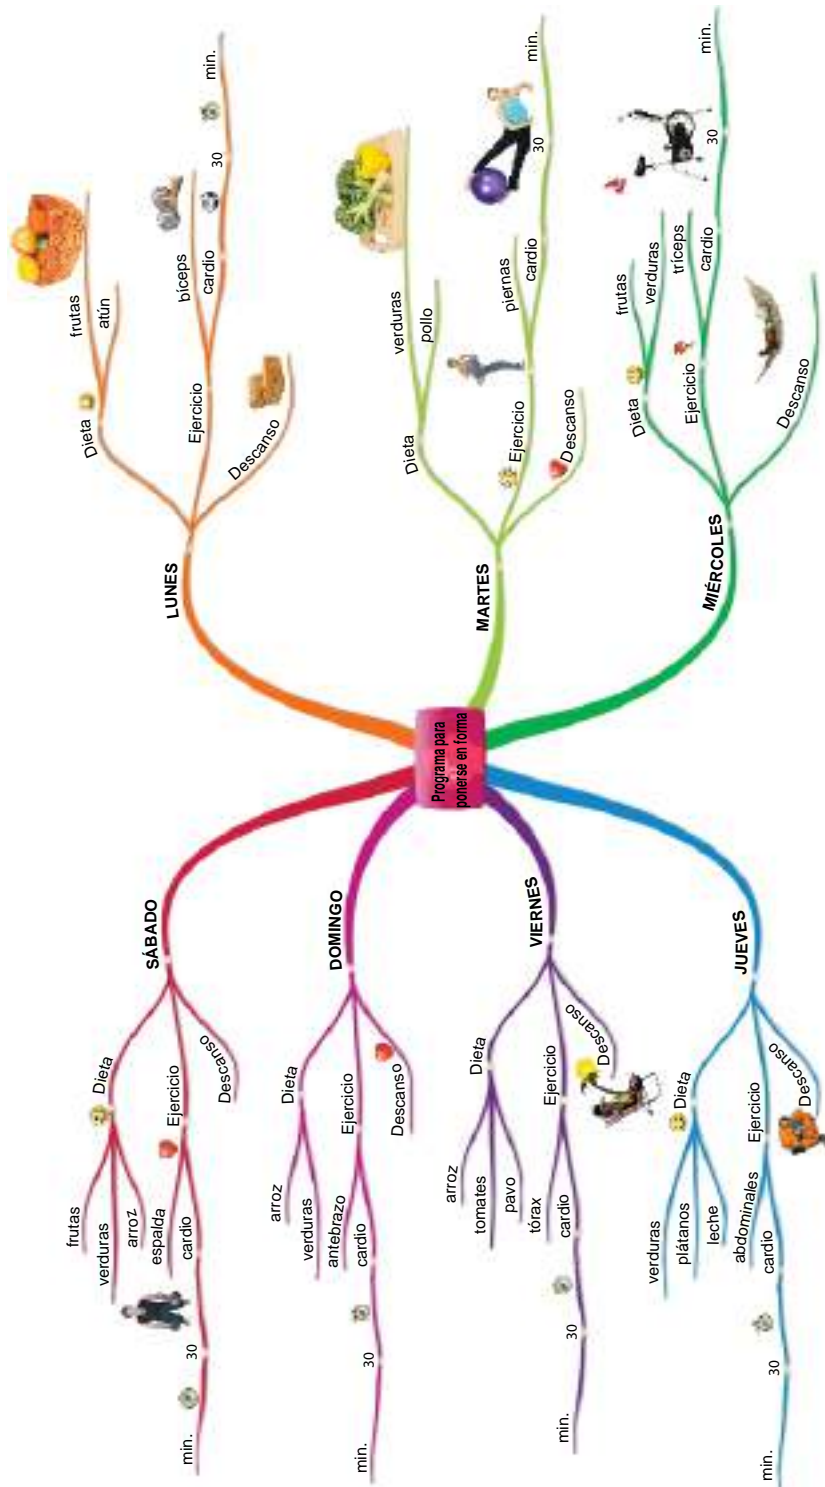 Programa para
ponerse en forma
LUNES
Dieta
frutas
atún
Ejercicio
bíceps
cardio
30
min.
Descanso
MARTES
Dieta
verduras
pollo
Ejercicio
piernas
cardio
30
min.
Descanso
MIÉRCOLES
Dieta
frutas
verduras
Ejercicio
tríceps
cardio
30
min.
Descanso
JUEVES
Dieta
verduras
plátanos
leche
Ejercicio
abdominales
cardio
30
min.
Descanso
VIERNES
Dieta
arroz
tomates
pavo
Ejercicio
tórax
cardio
30
min.
Descanso
SÁBADO
Dieta
frutas
verduras
arroz
Ejercicio
espalda
cardio
30
min.
Descanso
DOMINGO
Dieta
arroz
verduras
Ejercicio
antebrazo
cardio
30
min.
Descanso